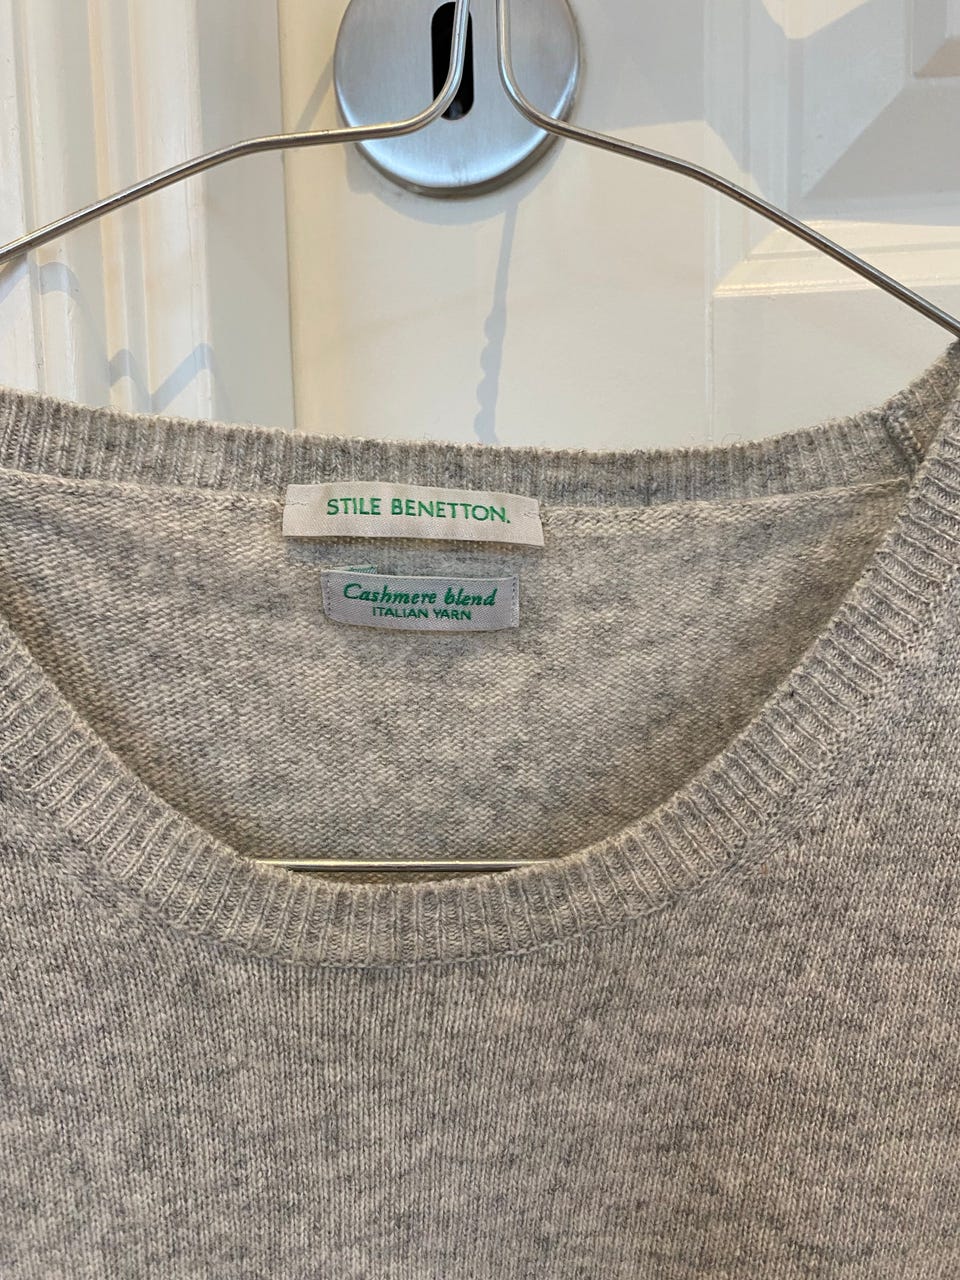 STILE BENETTON.
Cashmere blend
ITALIAN YARN